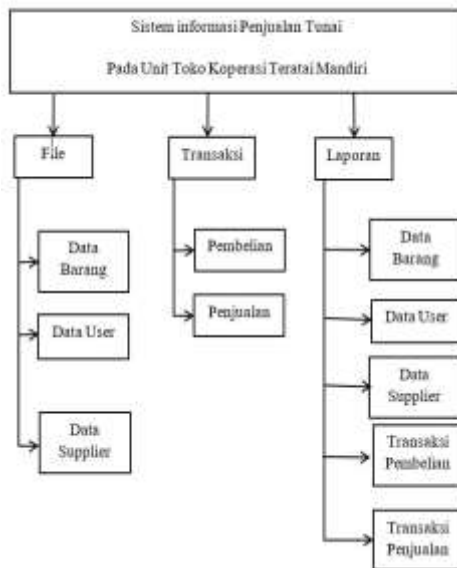 Sistem informasi Penjualan Tunai
Pada Unit Toko Koperasi Teratai Mandiri
File
Transaksi
Laporan
Data
Barang
Data User
Data
Supplier
Pembelian
Penjualan
Data
Barang
Data User
Data
Supplier
Transaksi
Pembelian
Transaksi
Penjualan